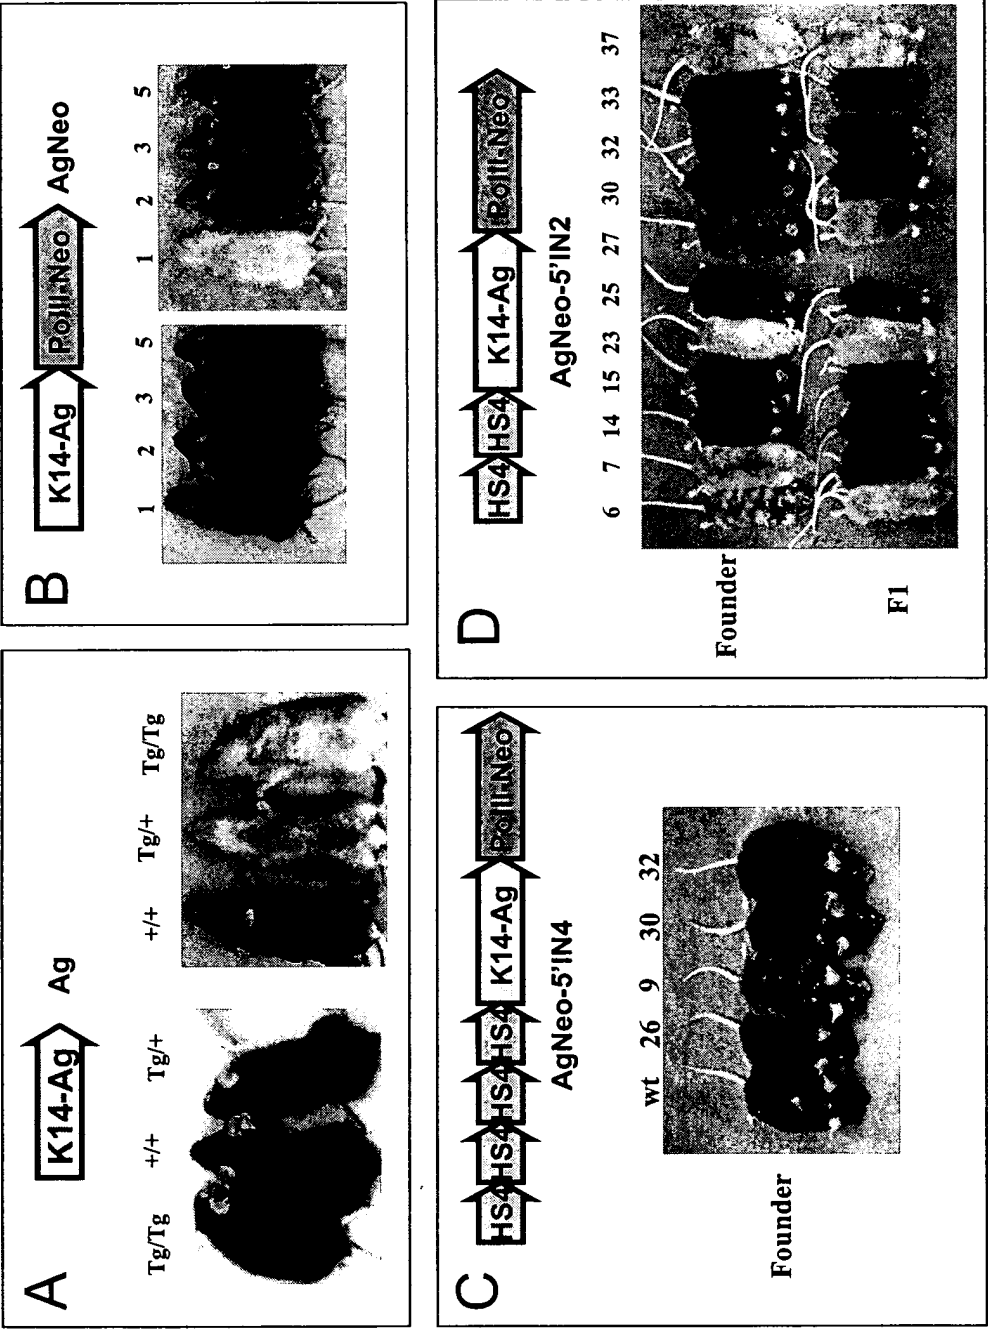 A
K14-Ag Ag
Tg/Tg +/+ Tg/+
+/+ Tg/+ Tg/Tg
B
K14-Ag PolII-Neo AgNeo
1 2 3 5
1 2 3 5
C
HS4 HS4 HS4 HS4 K14-Ag PolII-Neo
AgNeo-5'IN4
wt 26 9 30 32
Founder
D
HS4 HS4 K14-Ag PolII-Neo
AgNeo-5'IN2
6 7 14 15 23 25 27 30 32 33 37
Founder
F1